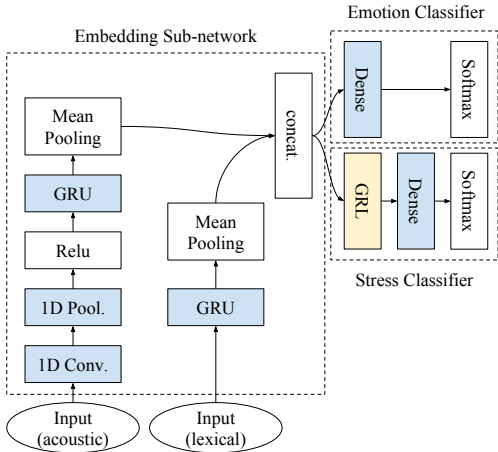 Emotion Classifier
Embedding Sub-network
Mean
Pooling
GRU
Relu
1D Pool.
1D Conv.
Input
(acoustic)
Mean
Pooling
GRU
Input
(lexical)
concat.
Dense
Softmax
GRL
Dense
Softmax
Stress Classifier